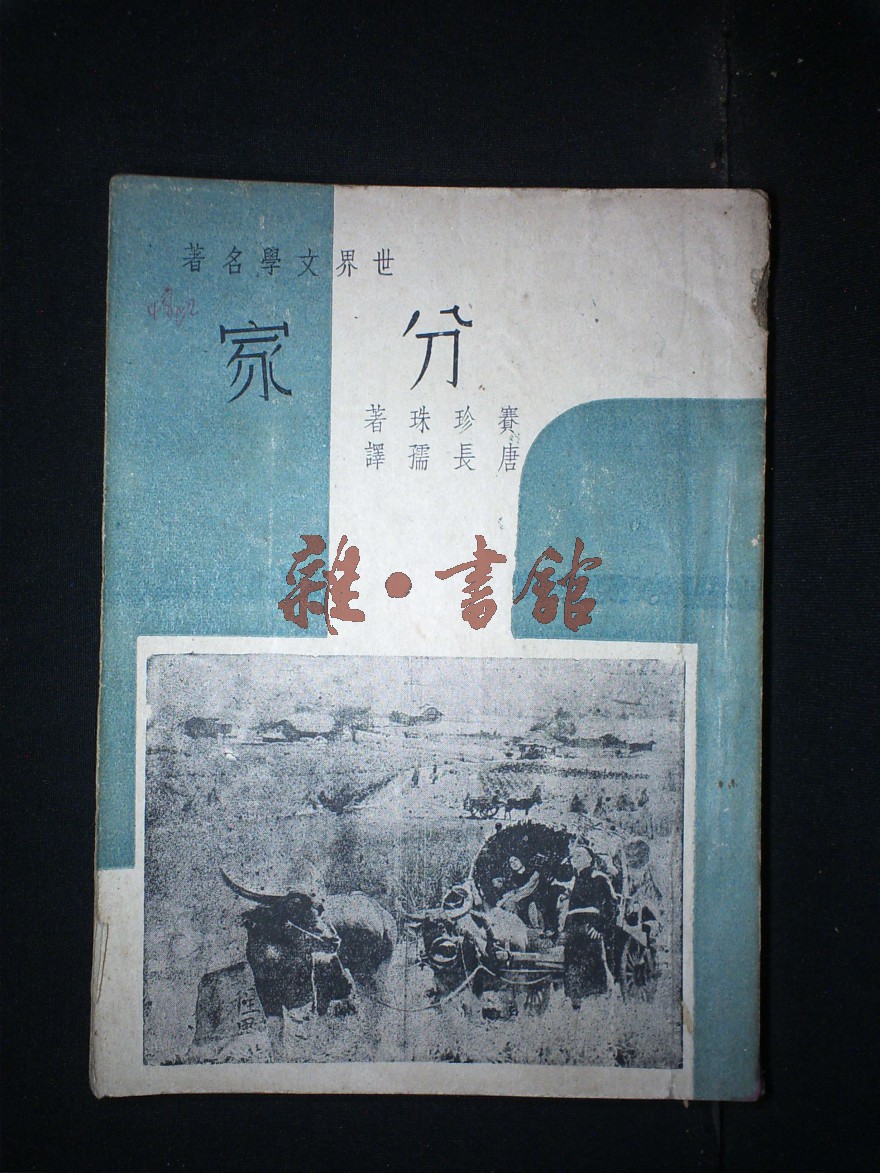 世界文學名著
分家
賽珍珠著
唐長孺譯
雜·書館